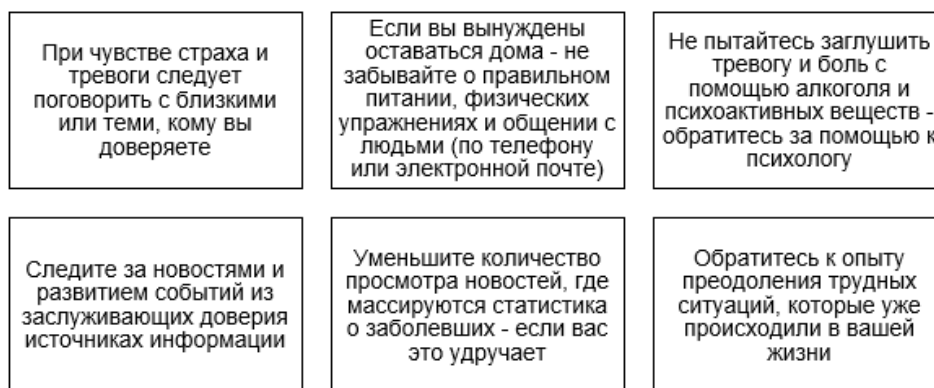 При чувстве страха и
тревоги следует
поговорить с близкими
или теми, кому вы
доверяете
Если вы вынуждены
оставаться дома - не
забывайте о правильном
питании, физических
упражнениях и общении с
людьми (по телефону
или электронной почте)
Не пытайтесь заглушить
тревогу и боль с
помощью алкоголя и
психоактивных веществ -
обратитесь за помощью к
психологу
Следите за новостями и
развитием событий из
заслуживающих доверия
источниках информации
Уменьшите количество
просмотра новостей, где
массируются статистика
о заболевших - если вас
это удручает
Обратитесь к опыту
преодоления трудных
ситуаций, которые уже
происходили в вашей
жизни